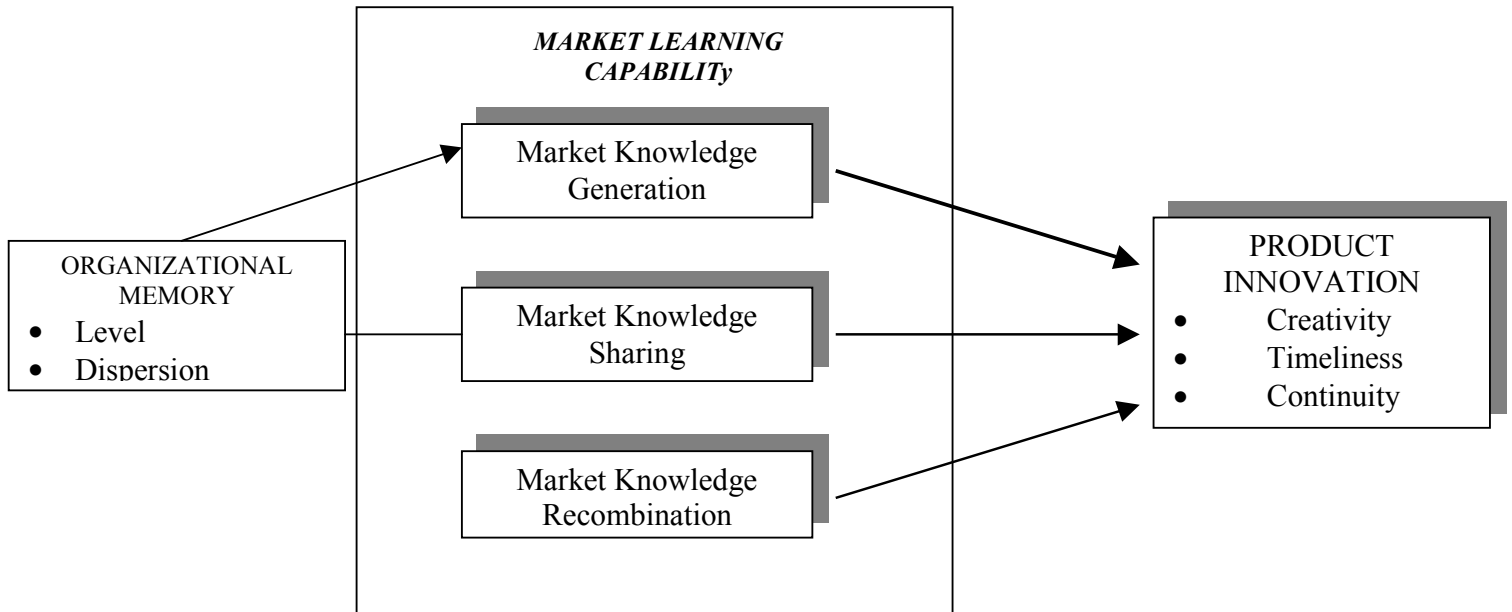 MARKET LEARNING
CAPABILITy
Market Knowledge
Generation
ORGANIZATIONAL
MEMORY
• Level
• Dispersion
Market Knowledge
Sharing
Market Knowledge
Recombination
PRODUCT
INNOVATION
• Creativity
• Timeliness
• Continuity